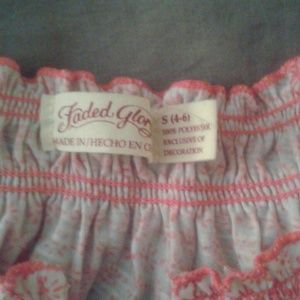 Faded Glo
MADE IN/HECHO EN C
S (4-6)
100% POLYESTER
EXCLUSIVE OF
DECORATION